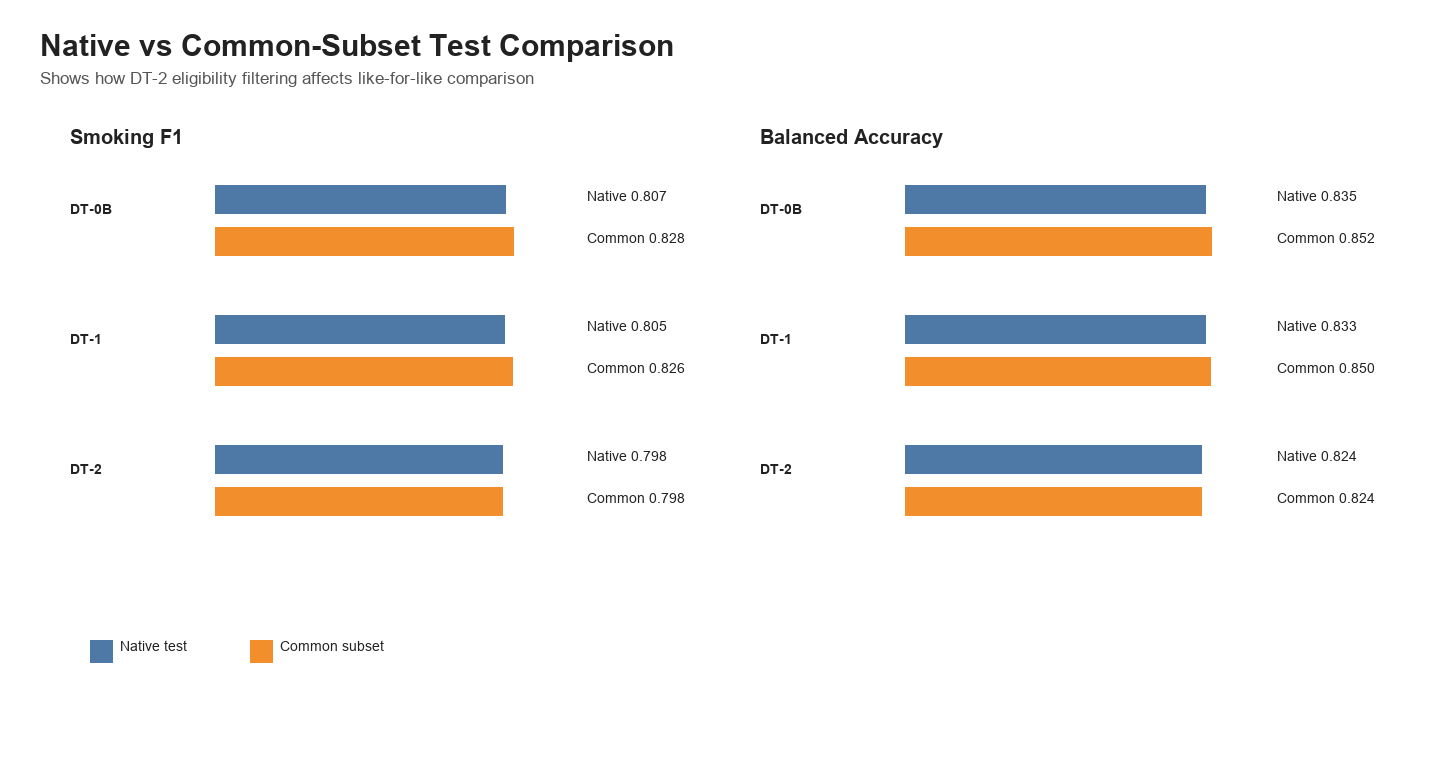 Native vs Common-Subset Test Comparison
Shows how DT-2 eligibility filtering affects like-for-like comparison
Smoking F1
DT-0B
Native 0.807
Common 0.828
DT-1
Native 0.805
Common 0.826
DT-2
Native 0.798
Common 0.798
Balanced Accuracy
DT-0B
Native 0.835
Common 0.852
DT-1
Native 0.833
Common 0.850
DT-2
Native 0.824
Common 0.824
Native test
Common subset